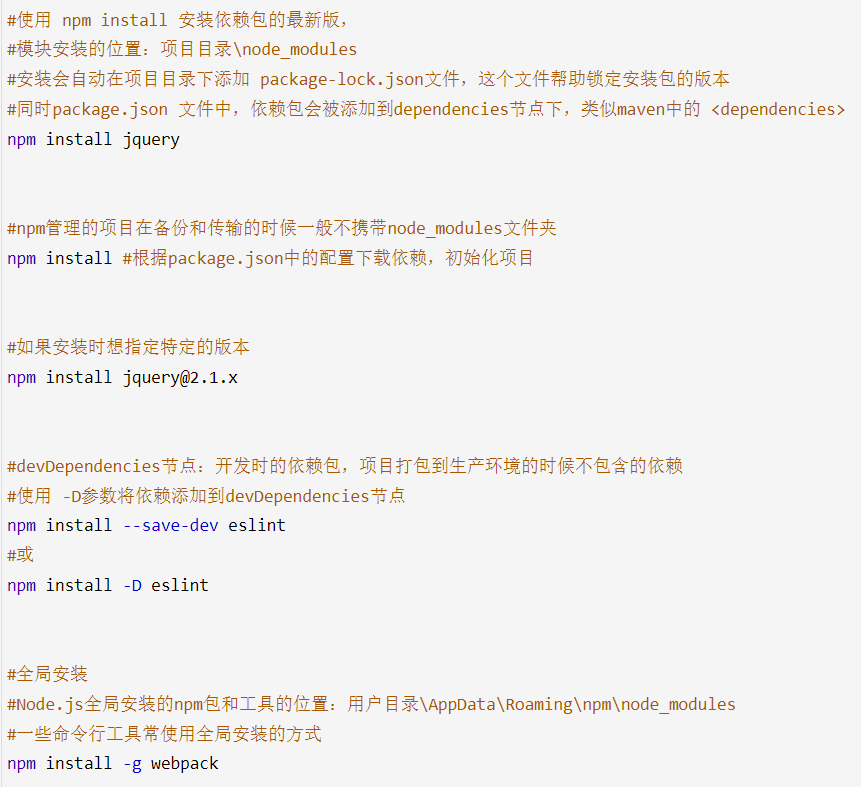 #使用 npm install 安装依赖包的最新版，
#模块安装的位置：项目目录\node_modules
#安装会自动在项目目录下添加 package-lock.json文件，这个文件帮助锁定安装包的版本
#同时package.json 文件中，依赖包会被添加到dependencies节点下，类似maven中的 <dependencies>
npm install jquery
#npm管理的项目在备份和传输的时候一般不携带node_modules文件夹
npm install #根据package.json中的配置下载依赖，初始化项目
#如果安装时想指定特定的版本
npm install jquery@2.1.x
#devDependencies节点：开发时的依赖包，项目打包到生产环境的时候不包含的依赖
#使用 -D参数将依赖添加到devDependencies节点
npm install --save-dev eslint
#或
npm install -D eslint
#全局安装
#Node.js全局安装的npm包和工具的位置：用户目录\AppData\Roaming\npm\node_modules
#一些命令行工具常使用全局安装的方式
npm install -g webpack